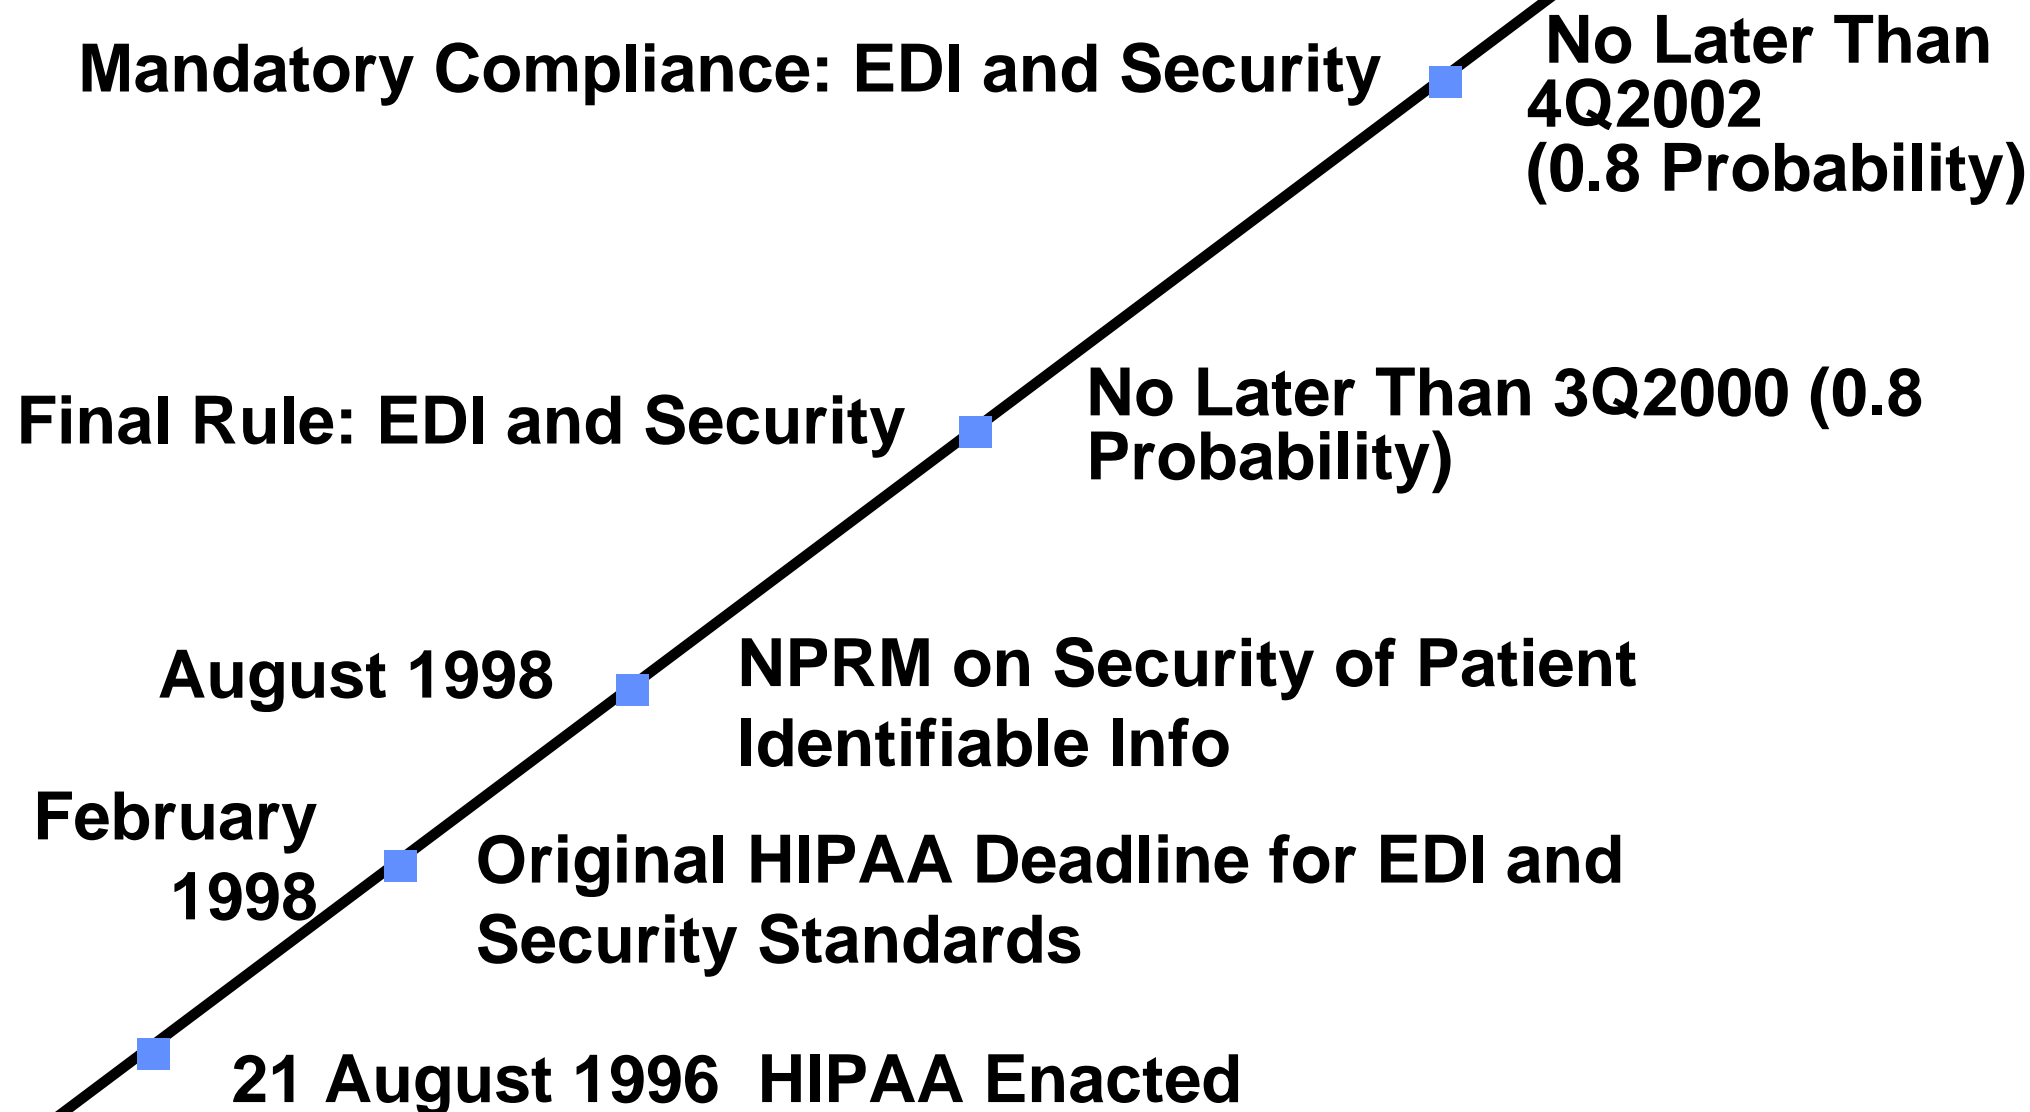 Mandatory Compliance: EDI and Security
No Later Than
4Q2002
(0.8 Probability)
Final Rule: EDI and Security
No Later Than 3Q2000 (0.8
Probability)
August 1998
NPRM on Security of Patient
Identifiable Info
February
1998
Original HIPAA Deadline for EDI and
Security Standards
21 August 1996  HIPAA Enacted